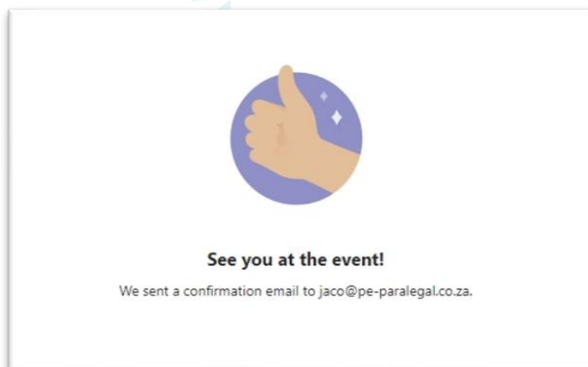 See you at the event!
We sent a confirmation email to jaco@pe-paralegal.co.za.